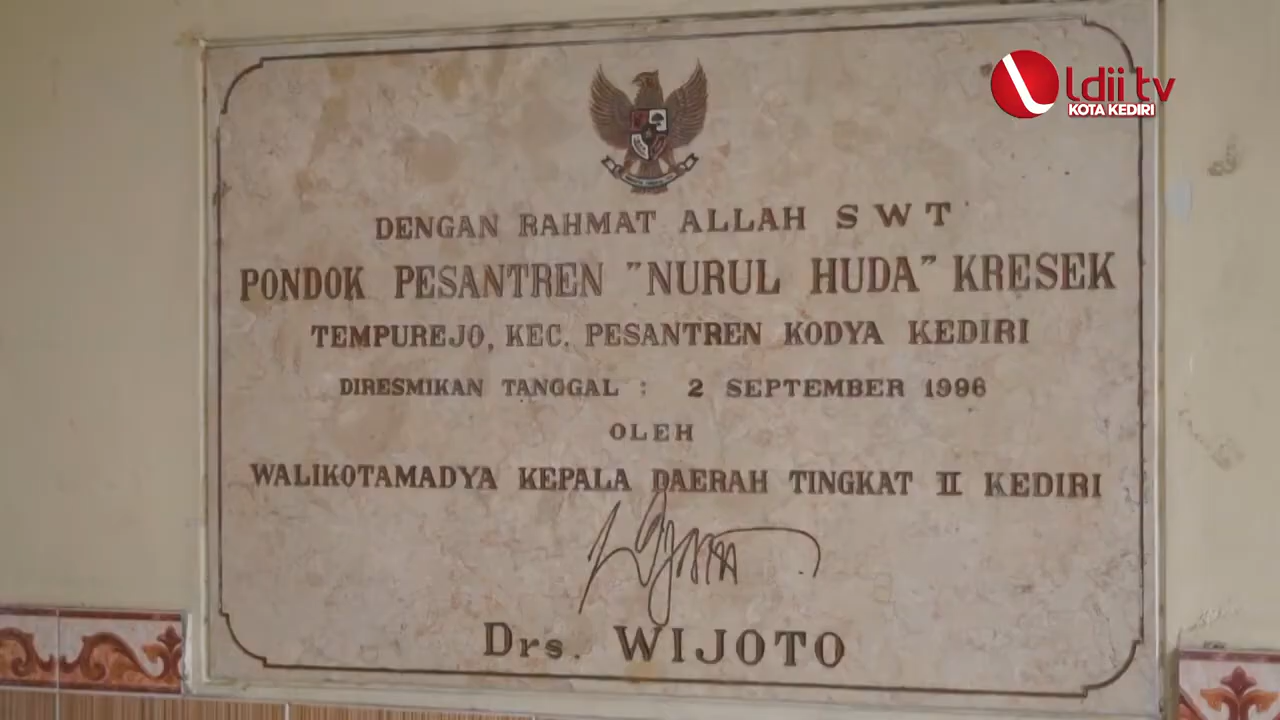 ldii tv
KOTA KEDIRI
DENGAN RAHMAT ALLAH SWT
PONDOK PESANTREN "NURUL HUDA" KRESEK
TEMPUREJO, KEC. PESANTREN KODYA KEDIRI
DIRESMIKAN TANGGAL : 2 SEPTEMBER 1996
OLEH
WALIKOTAMADYA KEPALA DAERAH TINGKAT II KEDIRI
Drs. WIJOTO